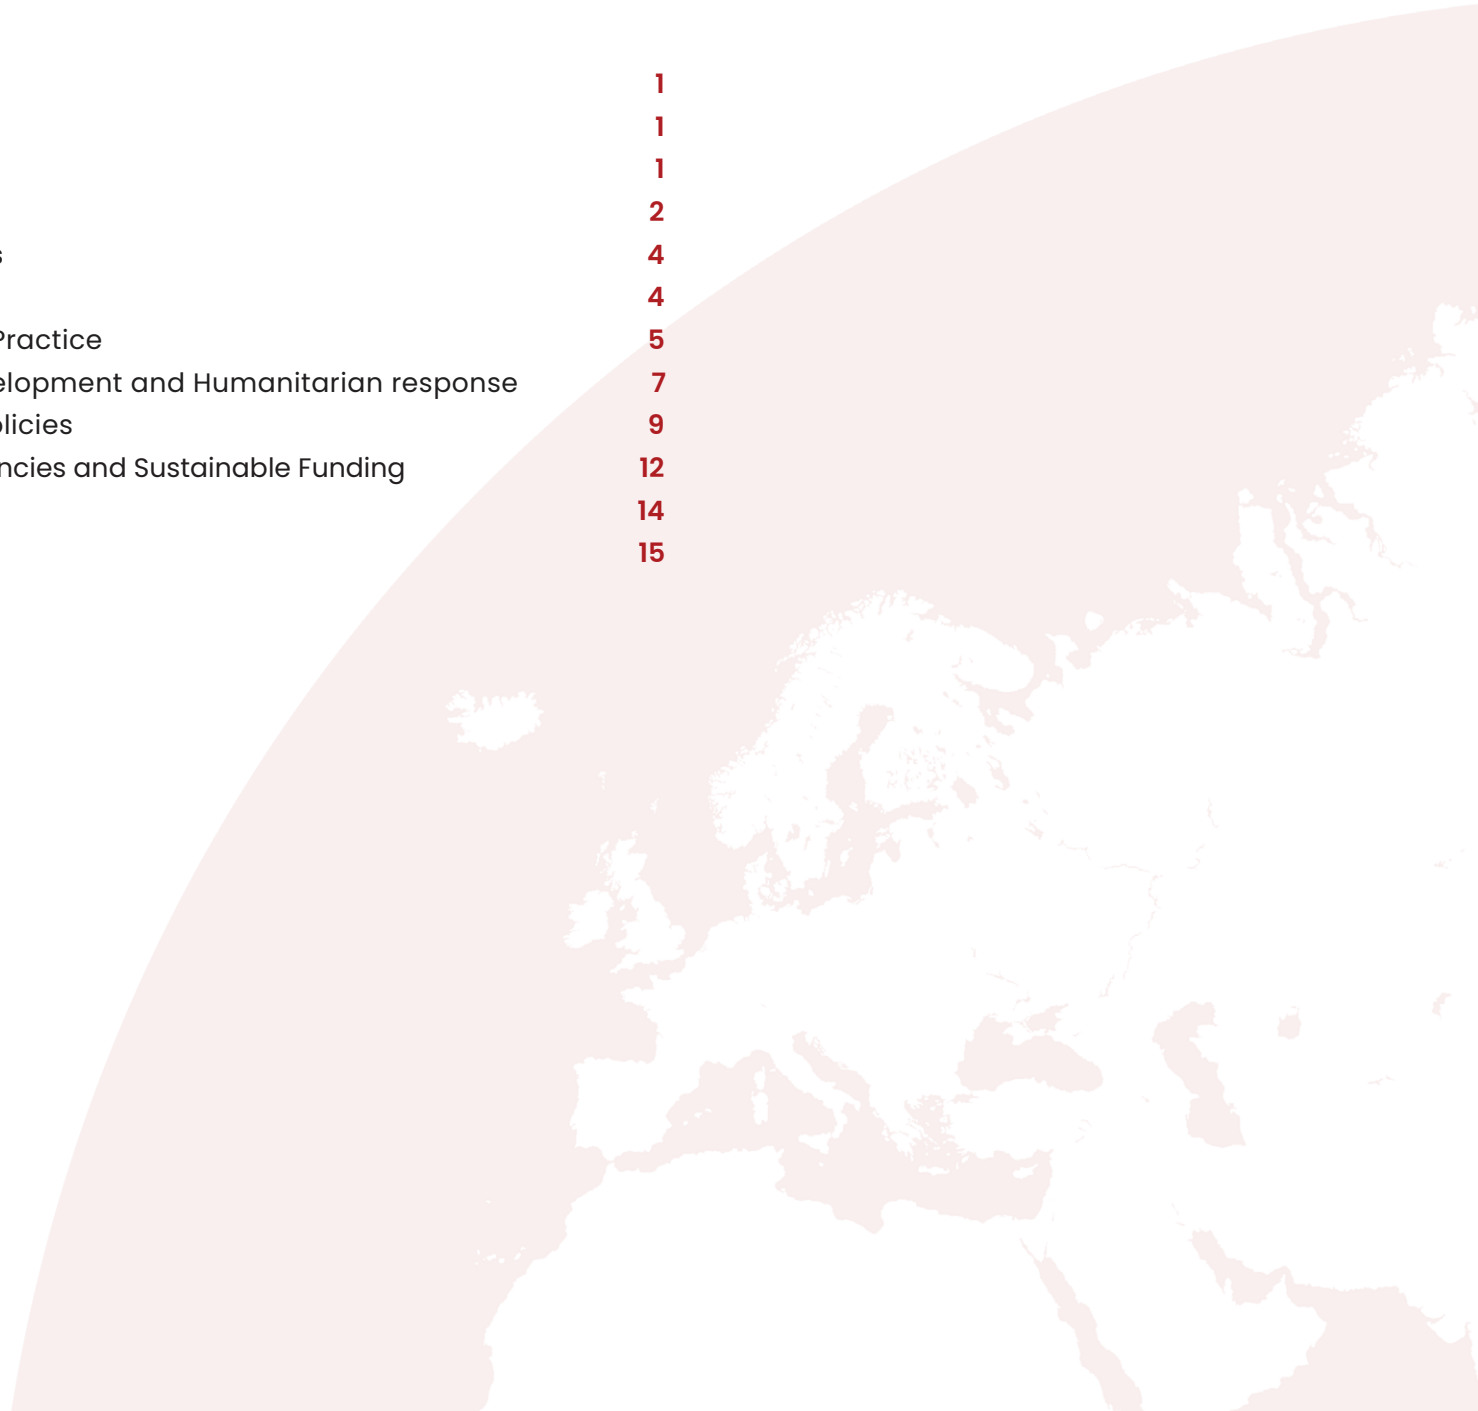 1
1
1
2
s 4
4
Practice 5
elopment and Humanitarian response 7
olicies 9
ncies and Sustainable Funding 12
14
15